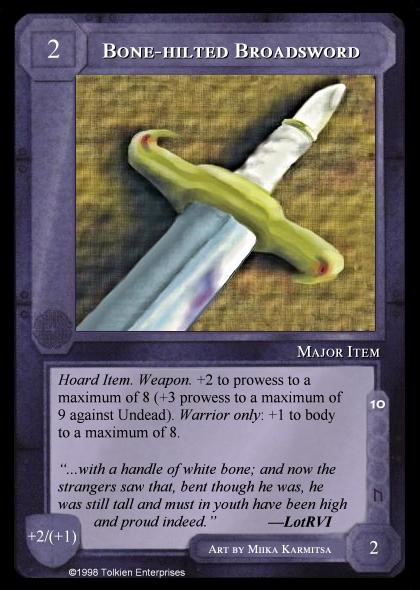 2
BONE-HILTED BROADSWORD
MAJOR ITEM
Hoard Item. Weapon. +2 to prowess to a
maximum of 8 (+3 prowess to a maximum of
9 against Undead). Warrior only: +1 to body
to a maximum of 8.
10
“...with a handle of white bone; and now the
strangers saw that, bent though he was, he
was still tall and must in youth have been high
and proud indeed.” —LotRVI
+2/(+1)
ART BY MIIKA KARMITSA
2
©1998 Tolkien Enterprises